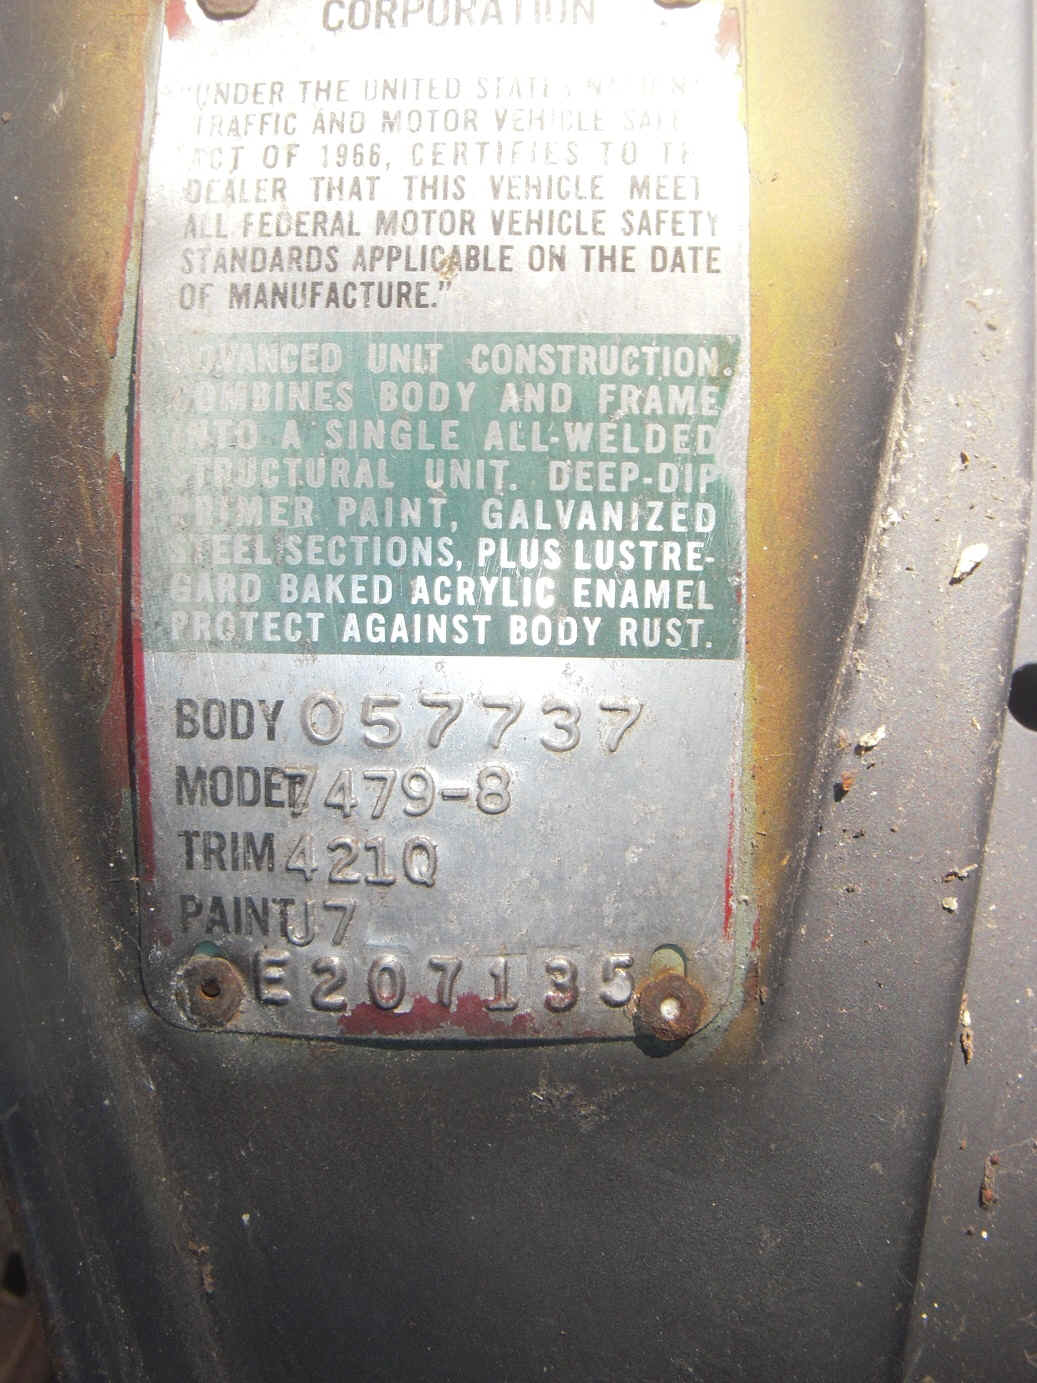 CORPORATION
"UNDER THE UNITED STATES
TRAFFIC AND MOTOR VEHICLE
ACT OF 1966, CERTIFIES TO
DEALER THAT THIS VEHICLE MEET
ALL FEDERAL MOTOR VEHICLE SAFETY
STANDARDS APPLICABLE ON THE DATE
OF MANUFACTURE."
ADVANCED UNIT CONSTRUCTION.
COMBINES BODY AND FRAME
INTO A SINGLE ALL-WELDED
STRUCTURAL UNIT. DEEP-DIP
PRIMER PAINT, GALVANIZED
STEEL SECTIONS, PLUS LUSTRE-
GARD BAKED ACRYLIC ENAMEL
PROTECT AGAINST BODY RUST.
BODY 057737
MODEL 7479-8
TRIM 421Q
PAINT J7
E207135